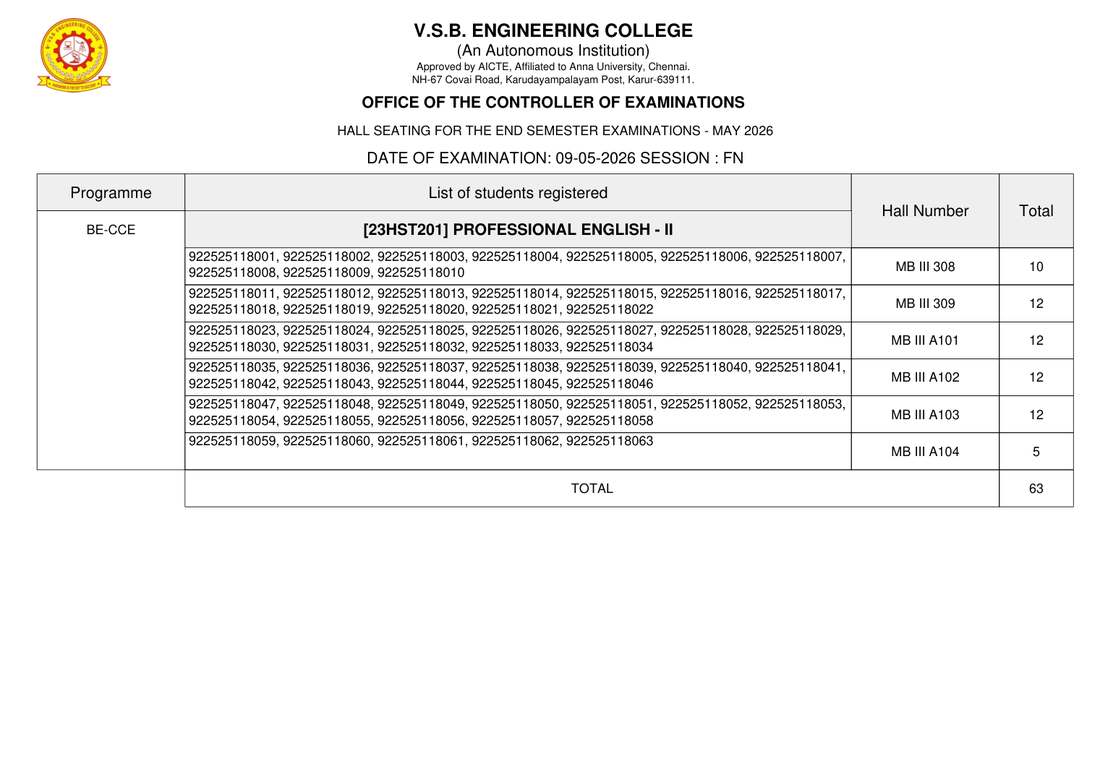 V.S.B. ENGINEERING COLLEGE
(An Autonomous Institution)
Approved by AICTE, Affiliated to Anna University, Chennai.
NH-67 Covai Road, Karudayampalayam Post, Karur-639111.
OFFICE OF THE CONTROLLER OF EXAMINATIONS
HALL SEATING FOR THE END SEMESTER EXAMINATIONS - MAY 2026
DATE OF EXAMINATION: 09-05-2026 SESSION : FN
Programme List of students registered Hall Number Total
BE-CCE [23HST201] PROFESSIONAL ENGLISH - II
922525118001, 922525118002, 922525118003, 922525118004, 922525118005, 922525118006, 922525118007,
922525118008, 922525118009, 922525118010
MB III 308 10
922525118011, 922525118012, 922525118013, 922525118014, 922525118015, 922525118016, 922525118017,
922525118018, 922525118019, 922525118020, 922525118021, 922525118022
MB III 309 12
922525118023, 922525118024, 922525118025, 922525118026, 922525118027, 922525118028, 922525118029,
922525118030, 922525118031, 922525118032, 922525118033, 922525118034
MB III A101 12
922525118035, 922525118036, 922525118037, 922525118038, 922525118039, 922525118040, 922525118041,
922525118042, 922525118043, 922525118044, 922525118045, 922525118046
MB III A102 12
922525118047, 922525118048, 922525118049, 922525118050, 922525118051, 922525118052, 922525118053,
922525118054, 922525118055, 922525118056, 922525118057, 922525118058
MB III A103 12
922525118059, 922525118060, 922525118061, 922525118062, 922525118063
MB III A104 5
TOTAL 63